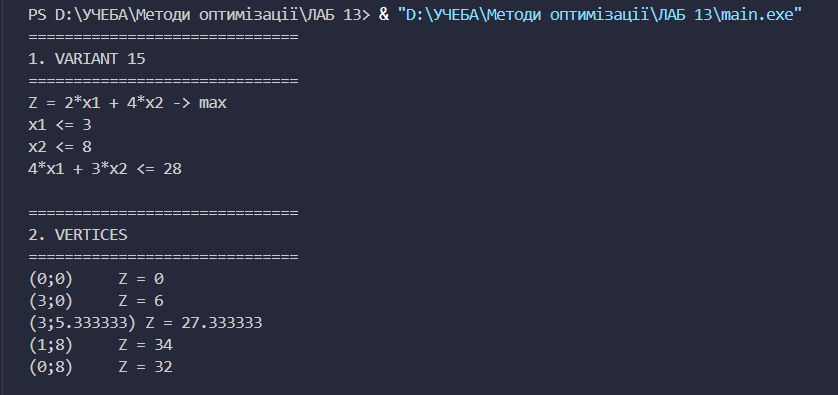 PS D:\УЧЕБА\Методи оптимізації\ЛАБ 13> & "D:\УЧЕБА\Методи оптимізації\ЛАБ 13\main.exe"
==============================
1. VARIANT 15
==============================
Z = 2*x1 + 4*x2 -> max
x1 <= 3
x2 <= 8
4*x1 + 3*x2 <= 28
==============================
2. VERTICES
==============================
(0;0)     Z = 0
(3;0)     Z = 6
(3;5.333333) Z = 27.333333
(1;8)     Z = 34
(0;8)     Z = 32